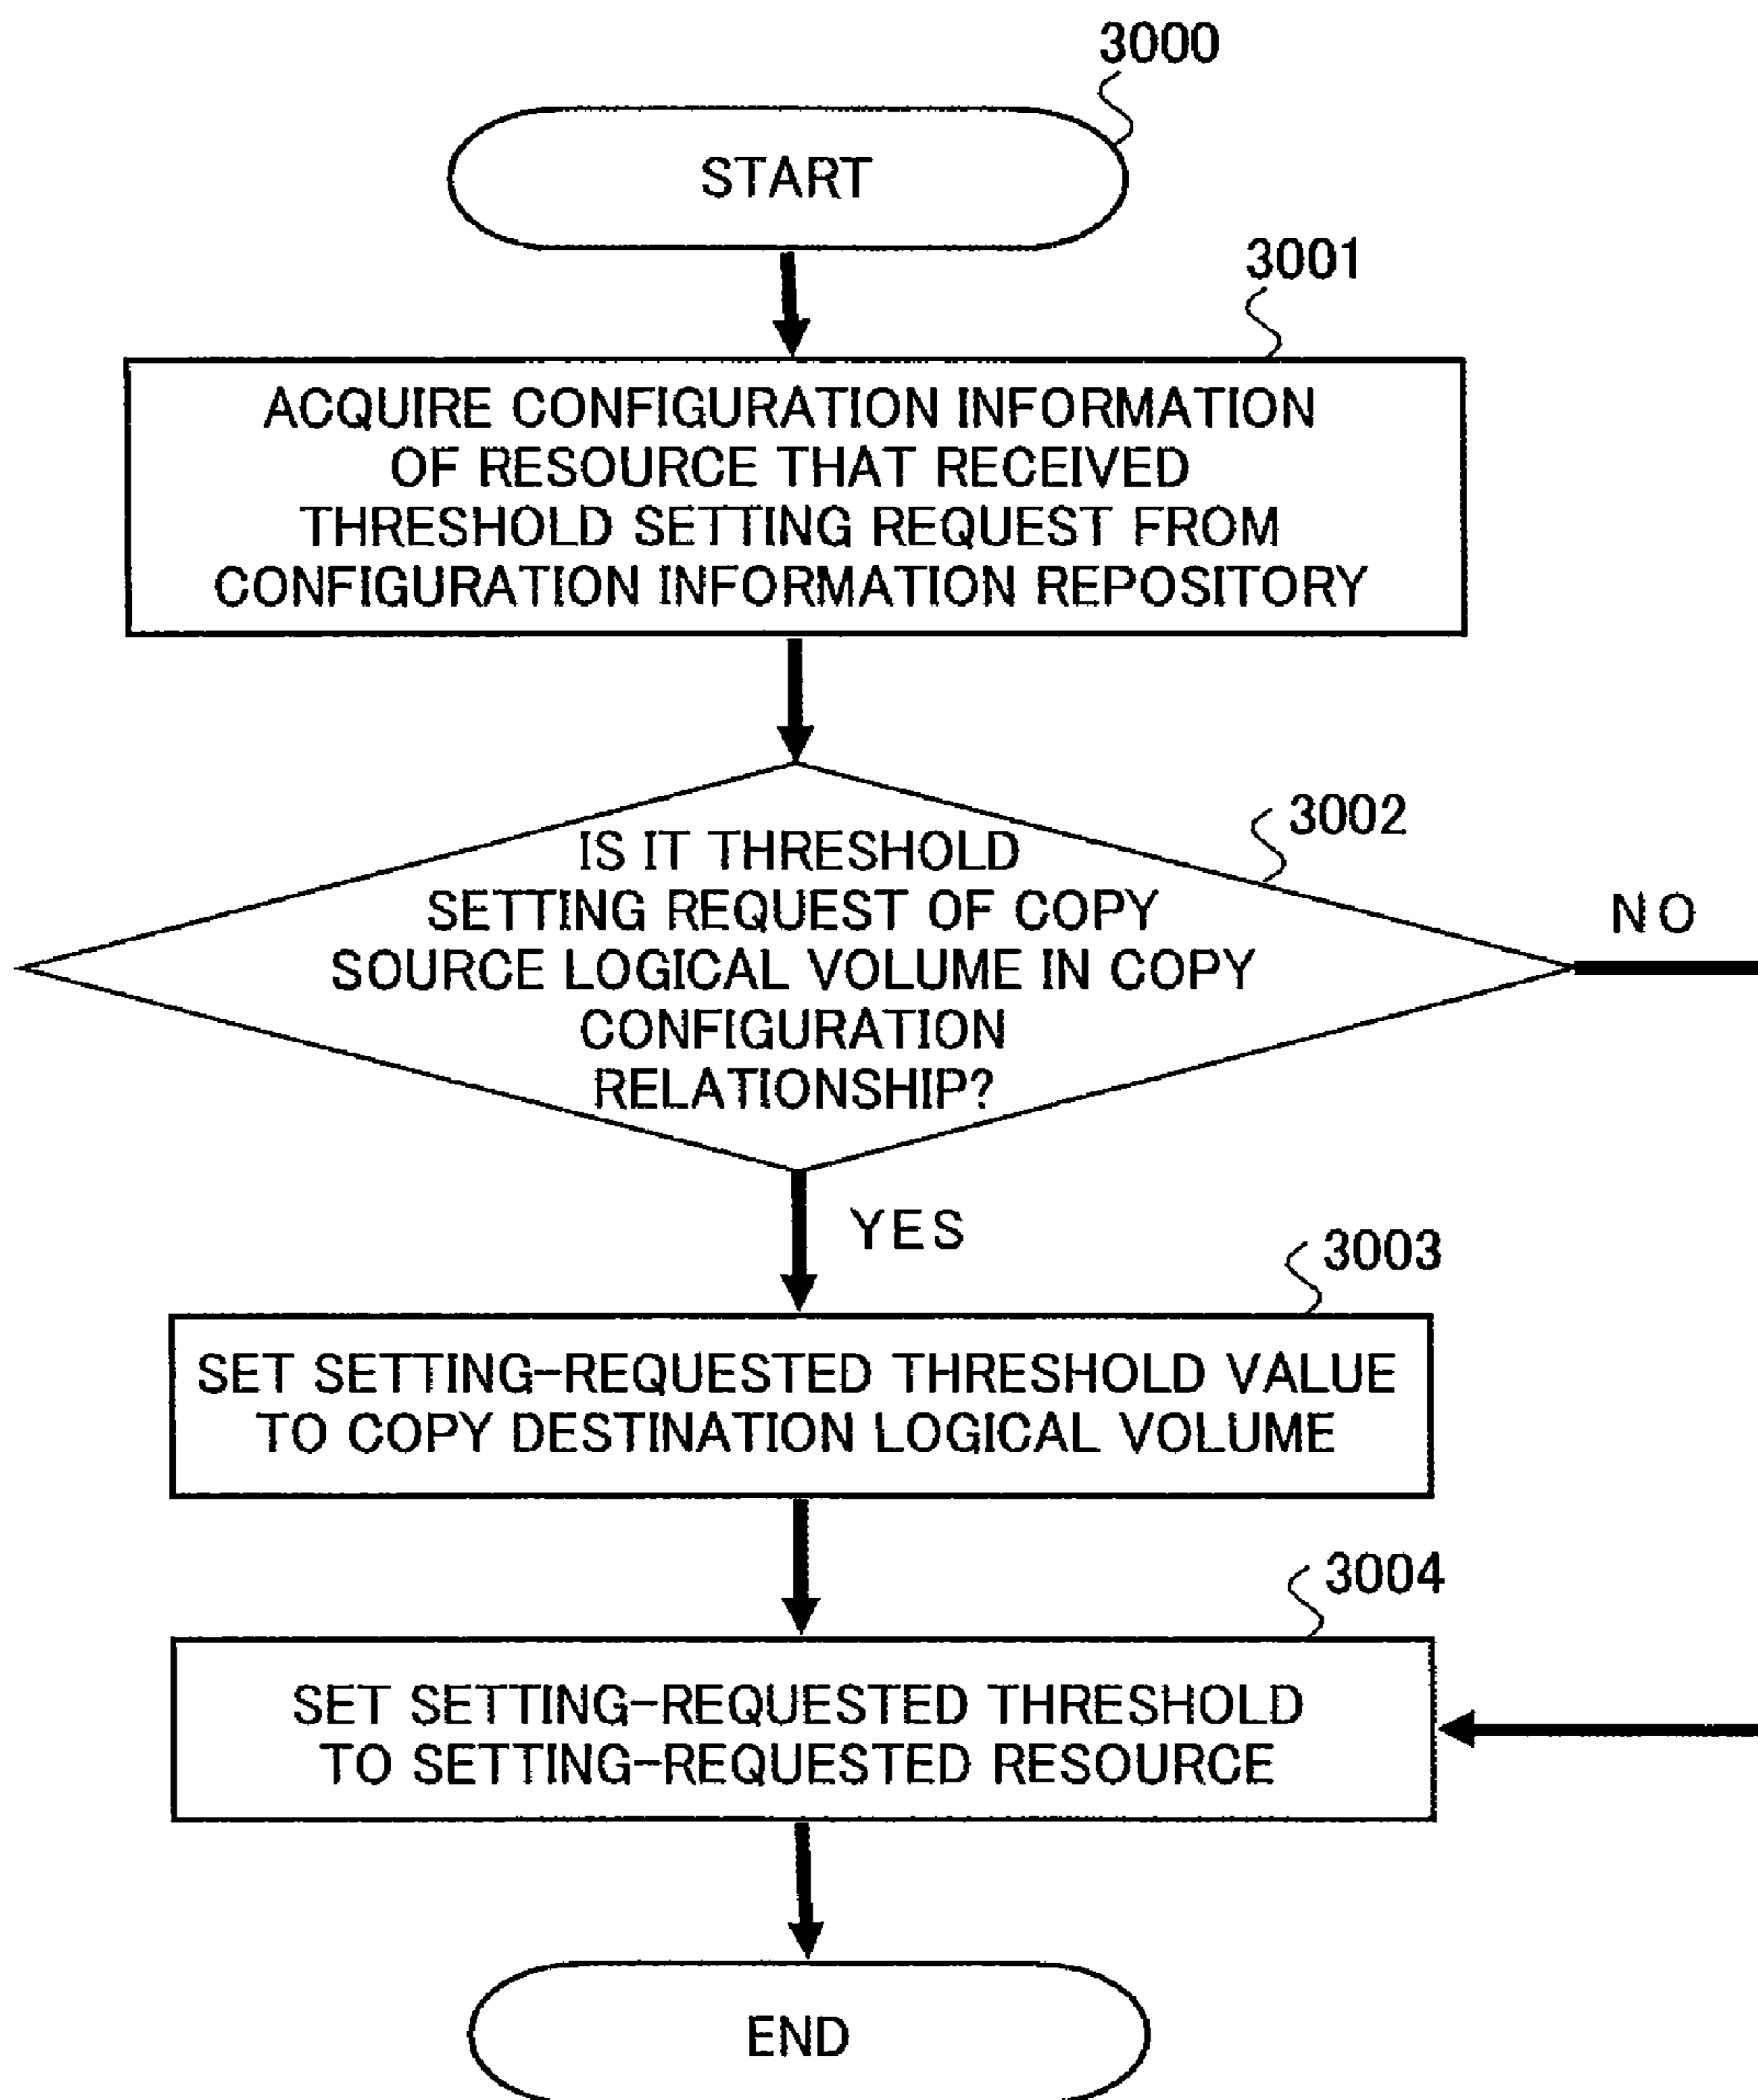 3000
START
3001
ACQUIRE CONFIGURATION INFORMATION
OF RESOURCE THAT RECEIVED
THRESHOLD SETTING REQUEST FROM
CONFIGURATION INFORMATION REPOSITORY
3002
IS IT THRESHOLD
SETTING REQUEST OF COPY
SOURCE LOGICAL VOLUME IN COPY
CONFIGURATION
RELATIONSHIP?
NO
YES
3003
SET SETTING-REQUESTED THRESHOLD VALUE
TO COPY DESTINATION LOGICAL VOLUME
3004
SET SETTING-REQUESTED THRESHOLD
TO SETTING-REQUESTED RESOURCE
END